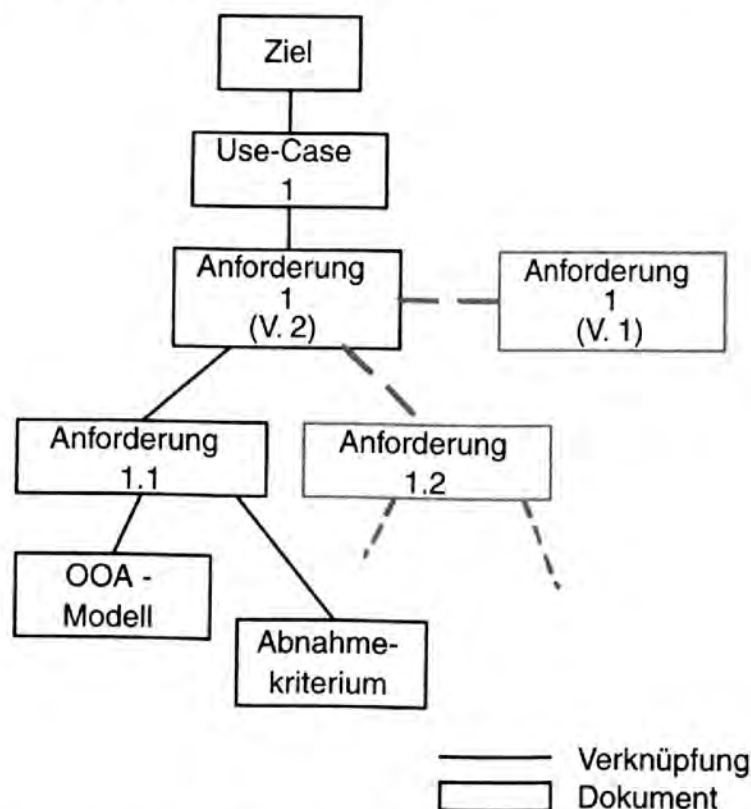 Ziel
Use-Case
1
Anforderung
1
(V. 2)
Anforderung
1
(V. 1)
Anforderung
1.1
Anforderung
1.2
OOA -
Modell
Abnahme-
kriterium
Verknüpfung
Dokument